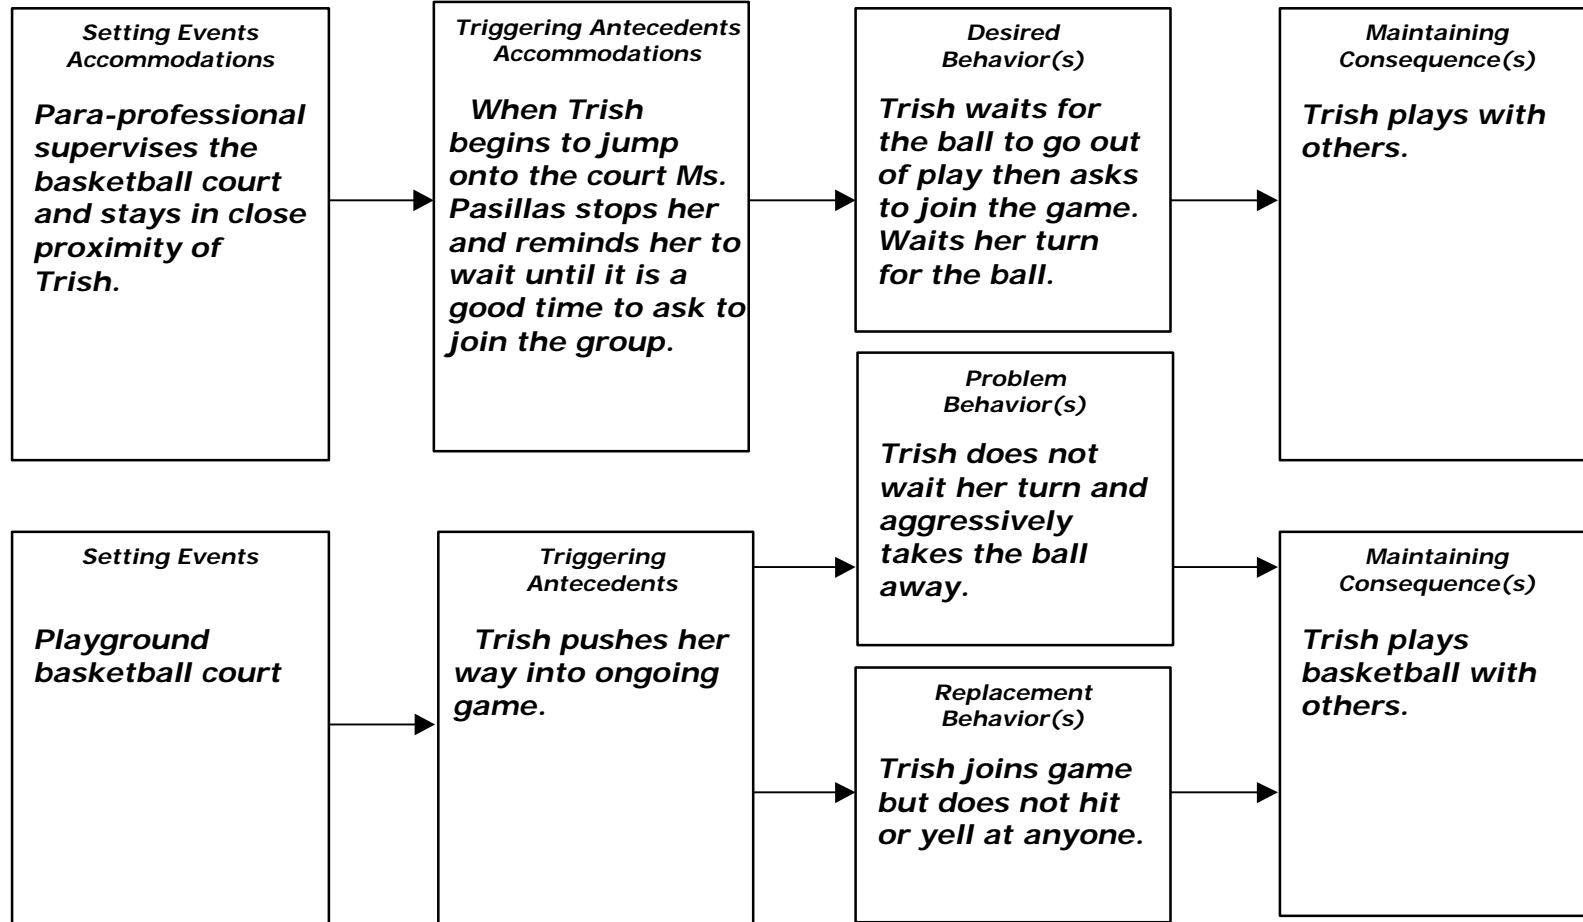 Setting Events
Accommodations
Para-professional
supervises the
basketball court
and stays in close
proximity of
Trish.
Triggering Antecedents
Accommodations
When Trish
begins to jump
onto the court Ms.
Pasillas stops her
and reminds her to
wait until it is a
good time to ask to
join the group.
Desired
Behavior(s)
Trish waits for
the ball to go out
of play then asks
to join the game.
Waits her turn
for the ball.
Maintaining
Consequence(s)
Trish plays with
others.
Setting Events
Playground
basketball court
Triggering
Antecedents
Trish pushes her
way into ongoing
game.
Problem
Behavior(s)
Trish does not
wait her turn and
aggressively
takes the ball
away.
Replacement
Behavior(s)
Trish joins game
but does not hit
or yell at anyone.
Maintaining
Consequence(s)
Trish plays
basketball with
others.